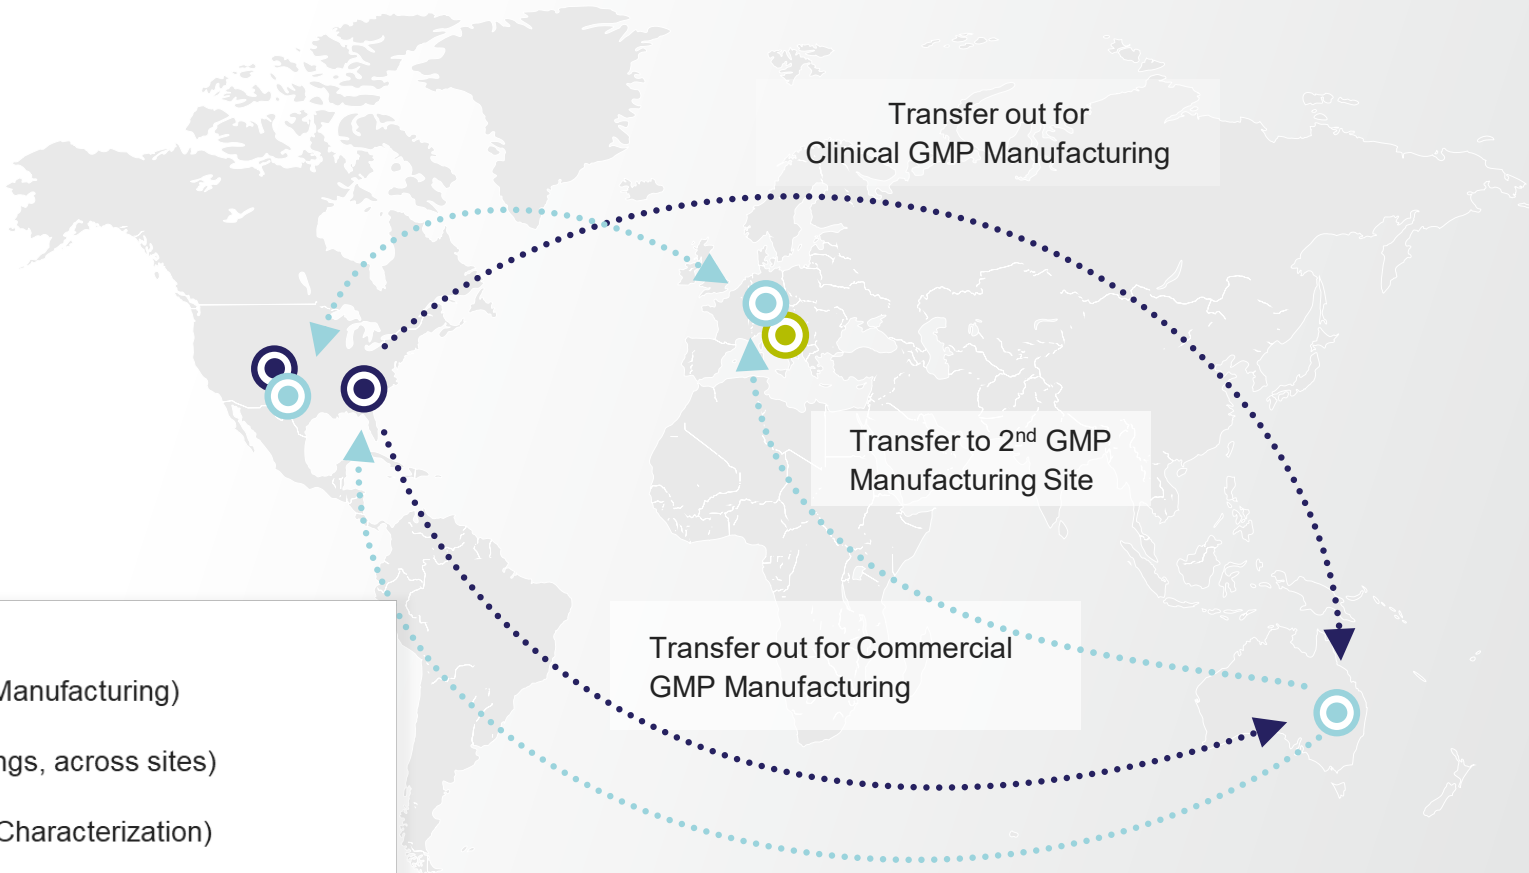 Transfer out for
Clinical GMP Manufacturing
Transfer to 2nd GMP
Manufacturing Site
Transfer out for Commercial
GMP Manufacturing
Manufacturing)
ngs, across sites)
Characterization)